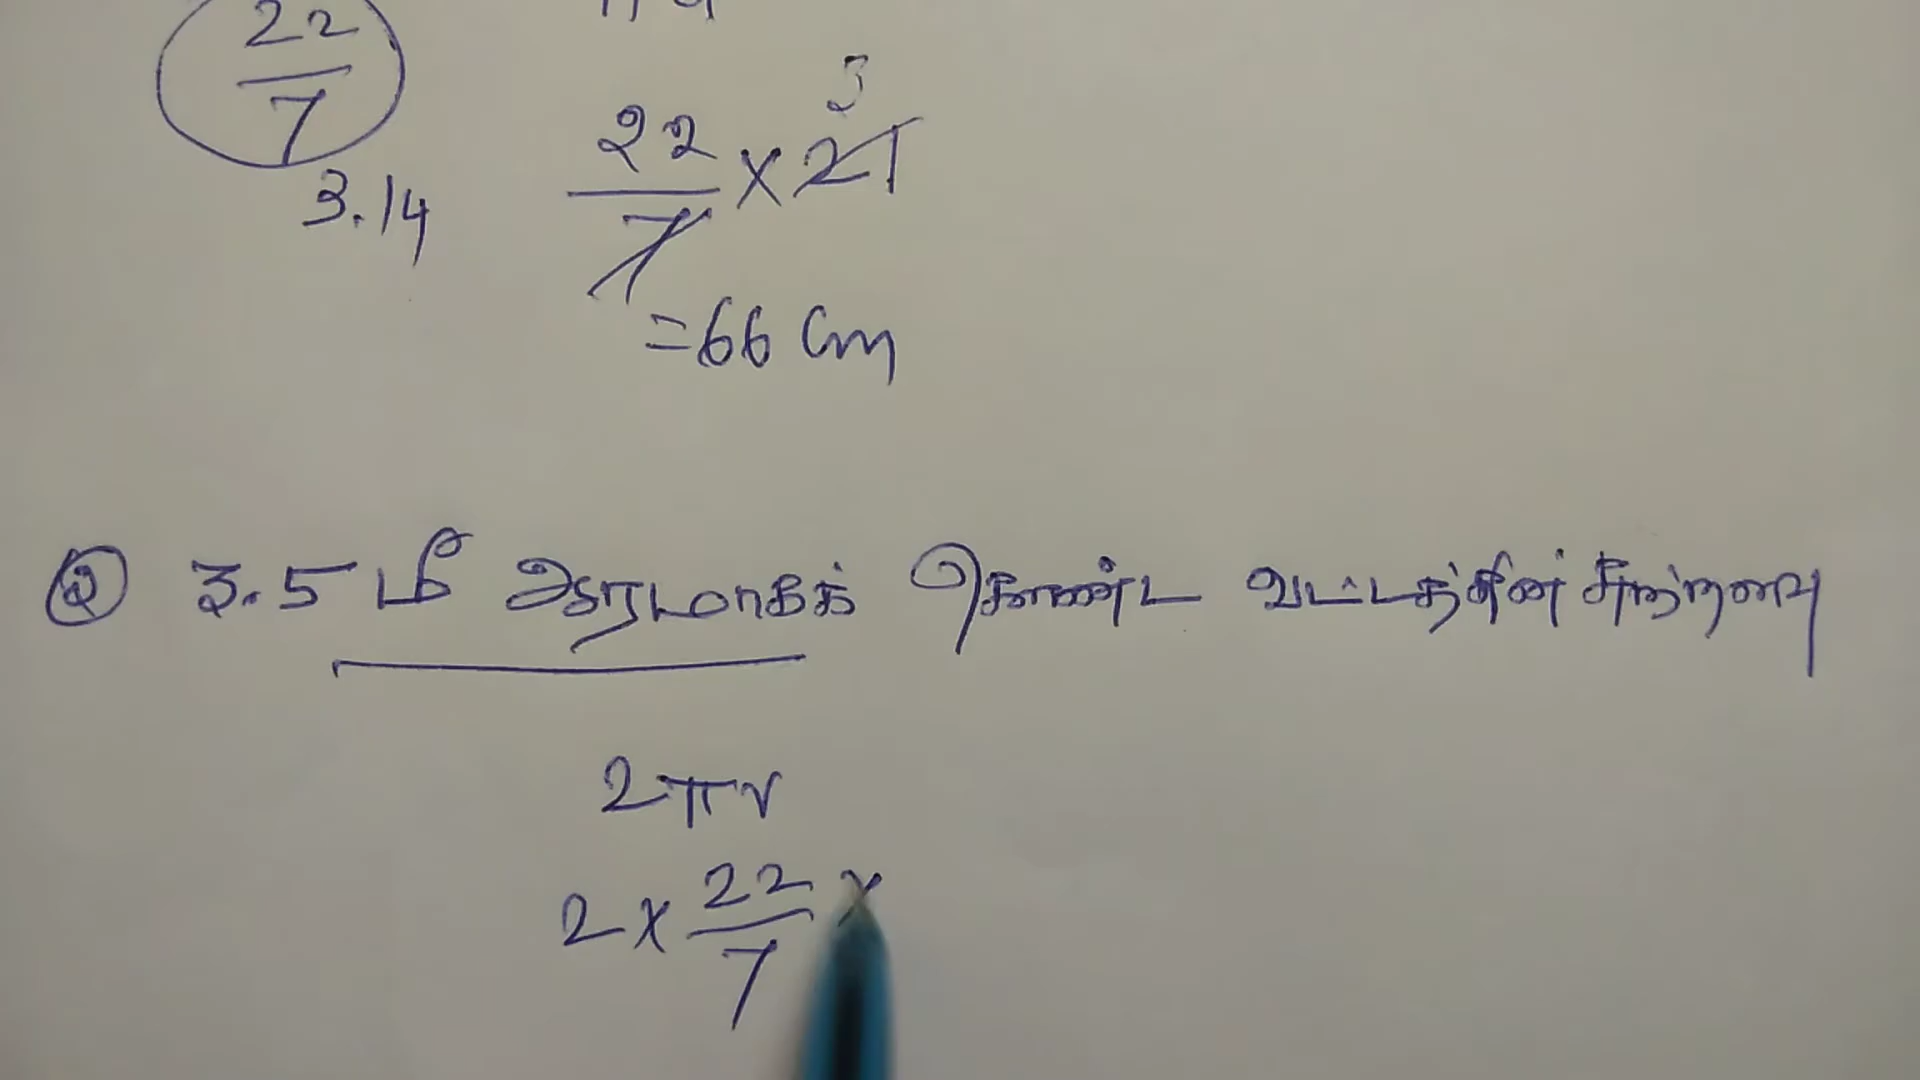 22
7
3.14
3
22 × 21
7
= 66 cm
② 3.5 மீ ஆரமாகக் கொண்ட வட்டத்தின் சுற்றளவு
2πr
2 × 22 ×
7